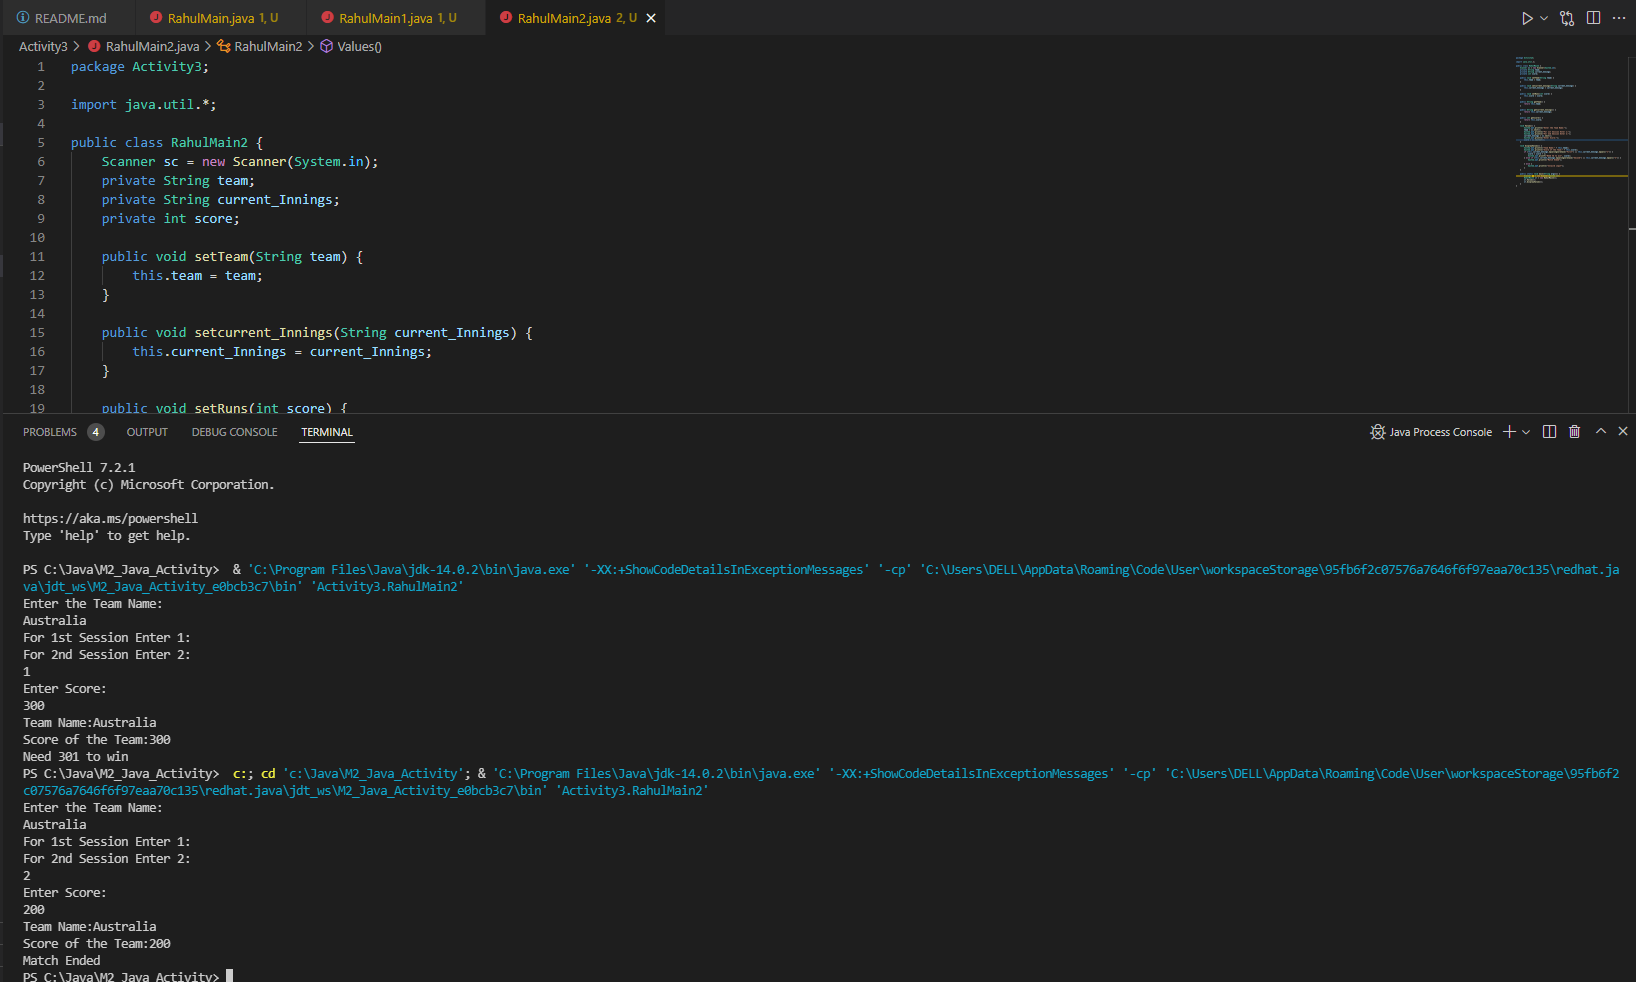 README.md RahulMain.java 1, U RahulMain1.java 1, U RahulMain2.java 2, U
Activity3 > RahulMain2.java > RahulMain2 > Values()
1 package Activity3;
2
3 import java.util.*;
4
5 public class RahulMain2 {
6 Scanner sc = new Scanner(System.in);
7 private String team;
8 private String current_Innings;
9 private int score;
10
11 public void setTeam(String team) {
12 this.team = team;
13 }
14
15 public void setcurrent_Innings(String current_Innings) {
16 this.current_Innings = current_Innings;
17 }
18
19 public void setRuns(int score) {
PROBLEMS 4 OUTPUT DEBUG CONSOLE TERMINAL Java Process Console
PowerShell 7.2.1
Copyright (c) Microsoft Corporation.
https://aka.ms/powershell
Type 'help' to get help.
PS C:\Java\M2_Java_Activity>  & 'C:\Program Files\Java\jdk-14.0.2\bin\java.exe' '-XX:+ShowCodeDetailsInExceptionMessages' '-cp' 'C:\Users\DELL\AppData\Roaming\Code\User\workspaceStorage\95fb6f2c07576a7646f6f97eaa70c135\redhat.ja
va\jdt_ws\M2_Java_Activity_e0bcb3c7\bin' 'Activity3.RahulMain2'
Enter the Team Name:
Australia
For 1st Session Enter 1:
For 2nd Session Enter 2:
1
Enter Score:
300
Team Name:Australia
Score of the Team:300
Need 301 to win
PS C:\Java\M2_Java_Activity>  c:; cd 'c:\Java\M2_Java_Activity'; & 'C:\Program Files\Java\jdk-14.0.2\bin\java.exe' '-XX:+ShowCodeDetailsInExceptionMessages' '-cp' 'C:\Users\DELL\AppData\Roaming\Code\User\workspaceStorage\95fb6f2
c07576a7646f6f97eaa70c135\redhat.java\jdt_ws\M2_Java_Activity_e0bcb3c7\bin' 'Activity3.RahulMain2'
Enter the Team Name:
Australia
For 1st Session Enter 1:
For 2nd Session Enter 2:
2
Enter Score:
200
Team Name:Australia
Score of the Team:200
Match Ended
PS C:\Java\M2_Java_Activity>